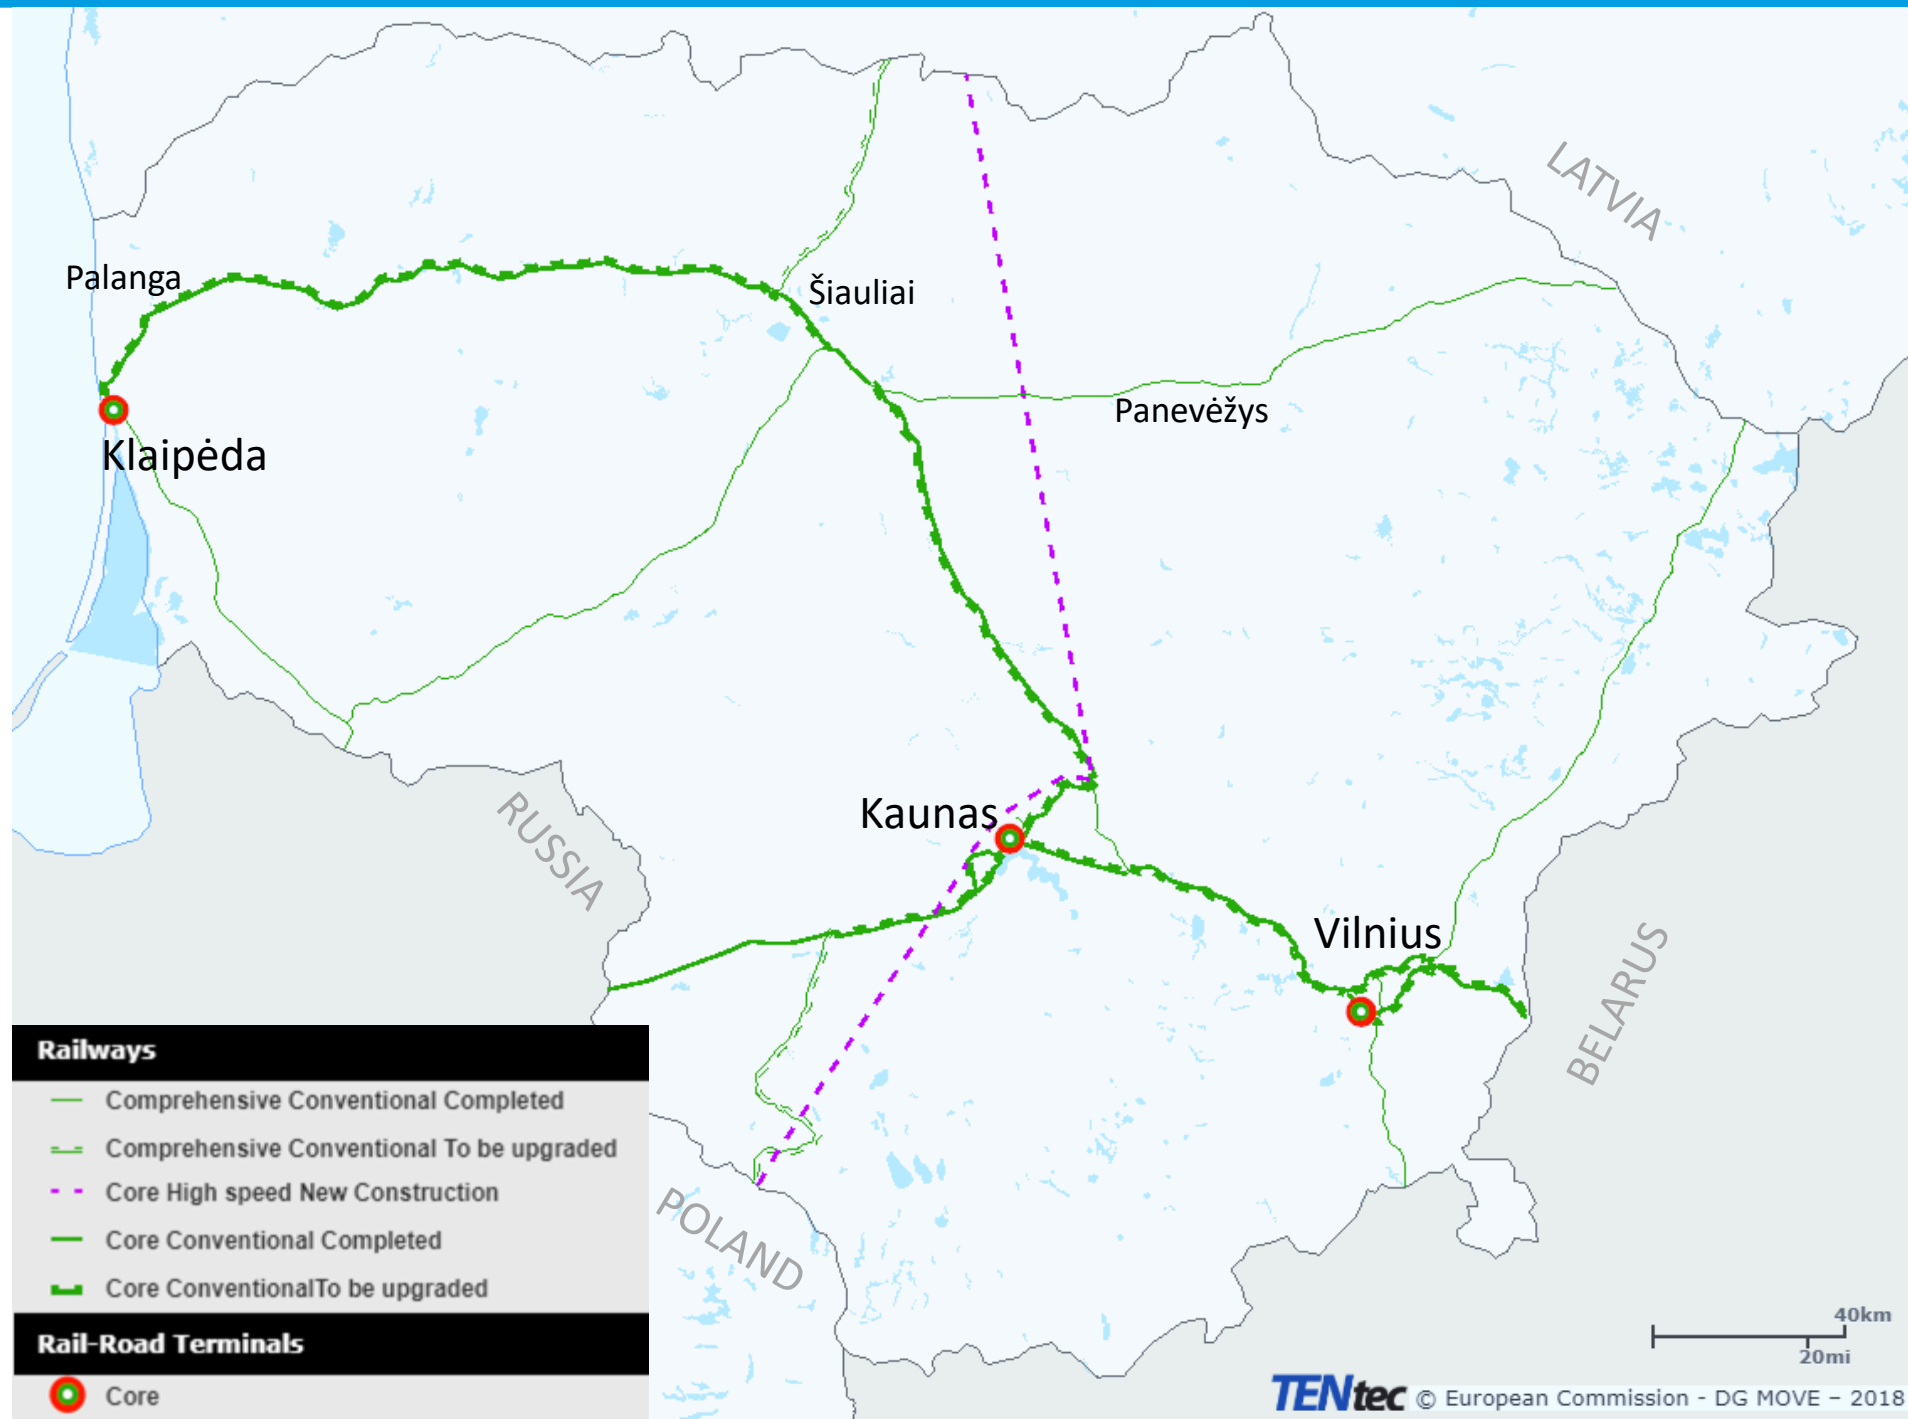 LATVIA
Palanga
Šiauliai
Panevėžys
Klaipėda
RUSSIA
Kaunas
Vilnius
BELARUS
POLAND
Railways
Comprehensive Conventional Completed
Comprehensive Conventional To be upgraded
Core High speed New Construction
Core Conventional Completed
Core ConventionalTo be upgraded
Rail-Road Terminals
Core
40km
20mi
TENtec © European Commission - DG MOVE – 2018